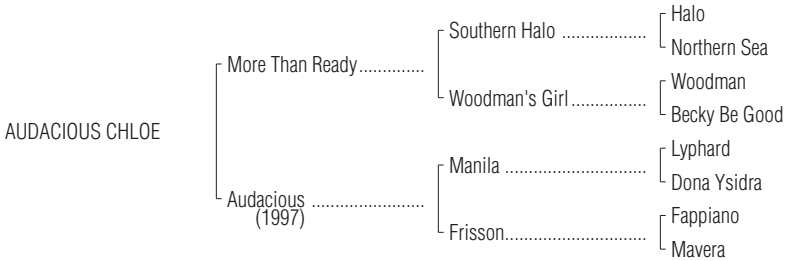 Halo
Southern Halo ..................
Northern Sea
More Than Ready..............
Woodman
Woodman's Girl................
Becky Be Good
AUDACIOUS CHLOE
Lyphard
Manila ..............................
Dona Ysidra
Audacious ........................
(1997)
Fappiano
Frisson..............................
Mavera